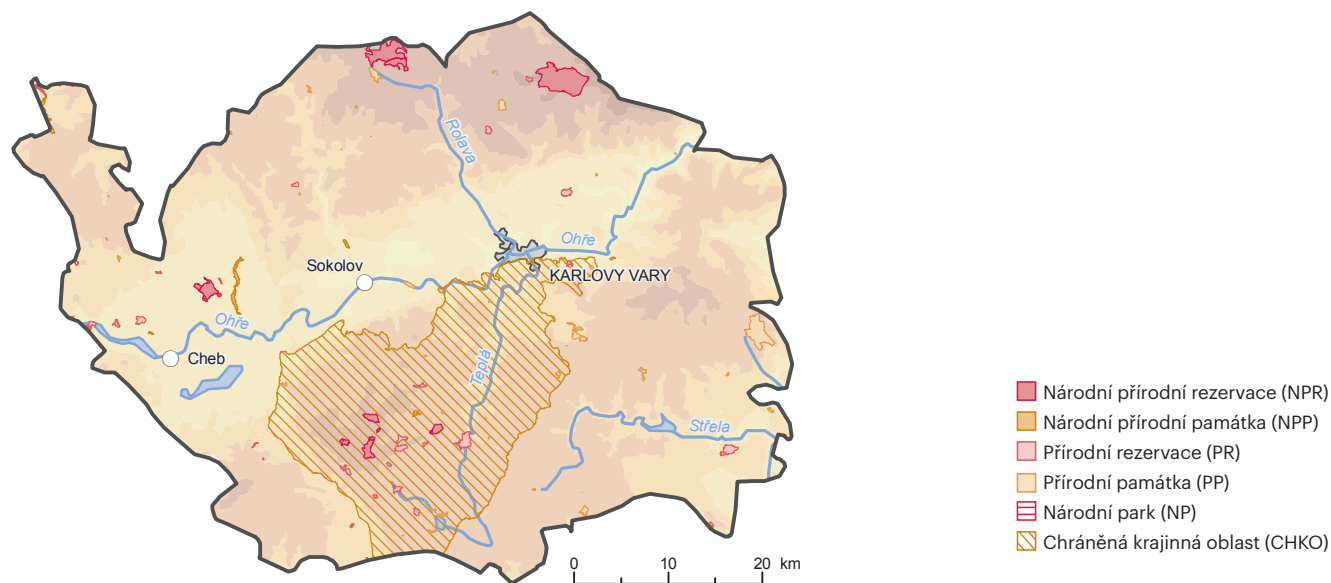 Rolava
Ohře
Sokolov
KARLOVY VARY
Ohře
Cheb
Teplá
Střela
0 10 20 km
Národní přírodní rezervace (NPR)
Národní přírodní památka (NPP)
Přírodní rezervace (PR)
Přírodní památka (PP)
Národní park (NP)
Chráněná krajinná oblast (CHKO)